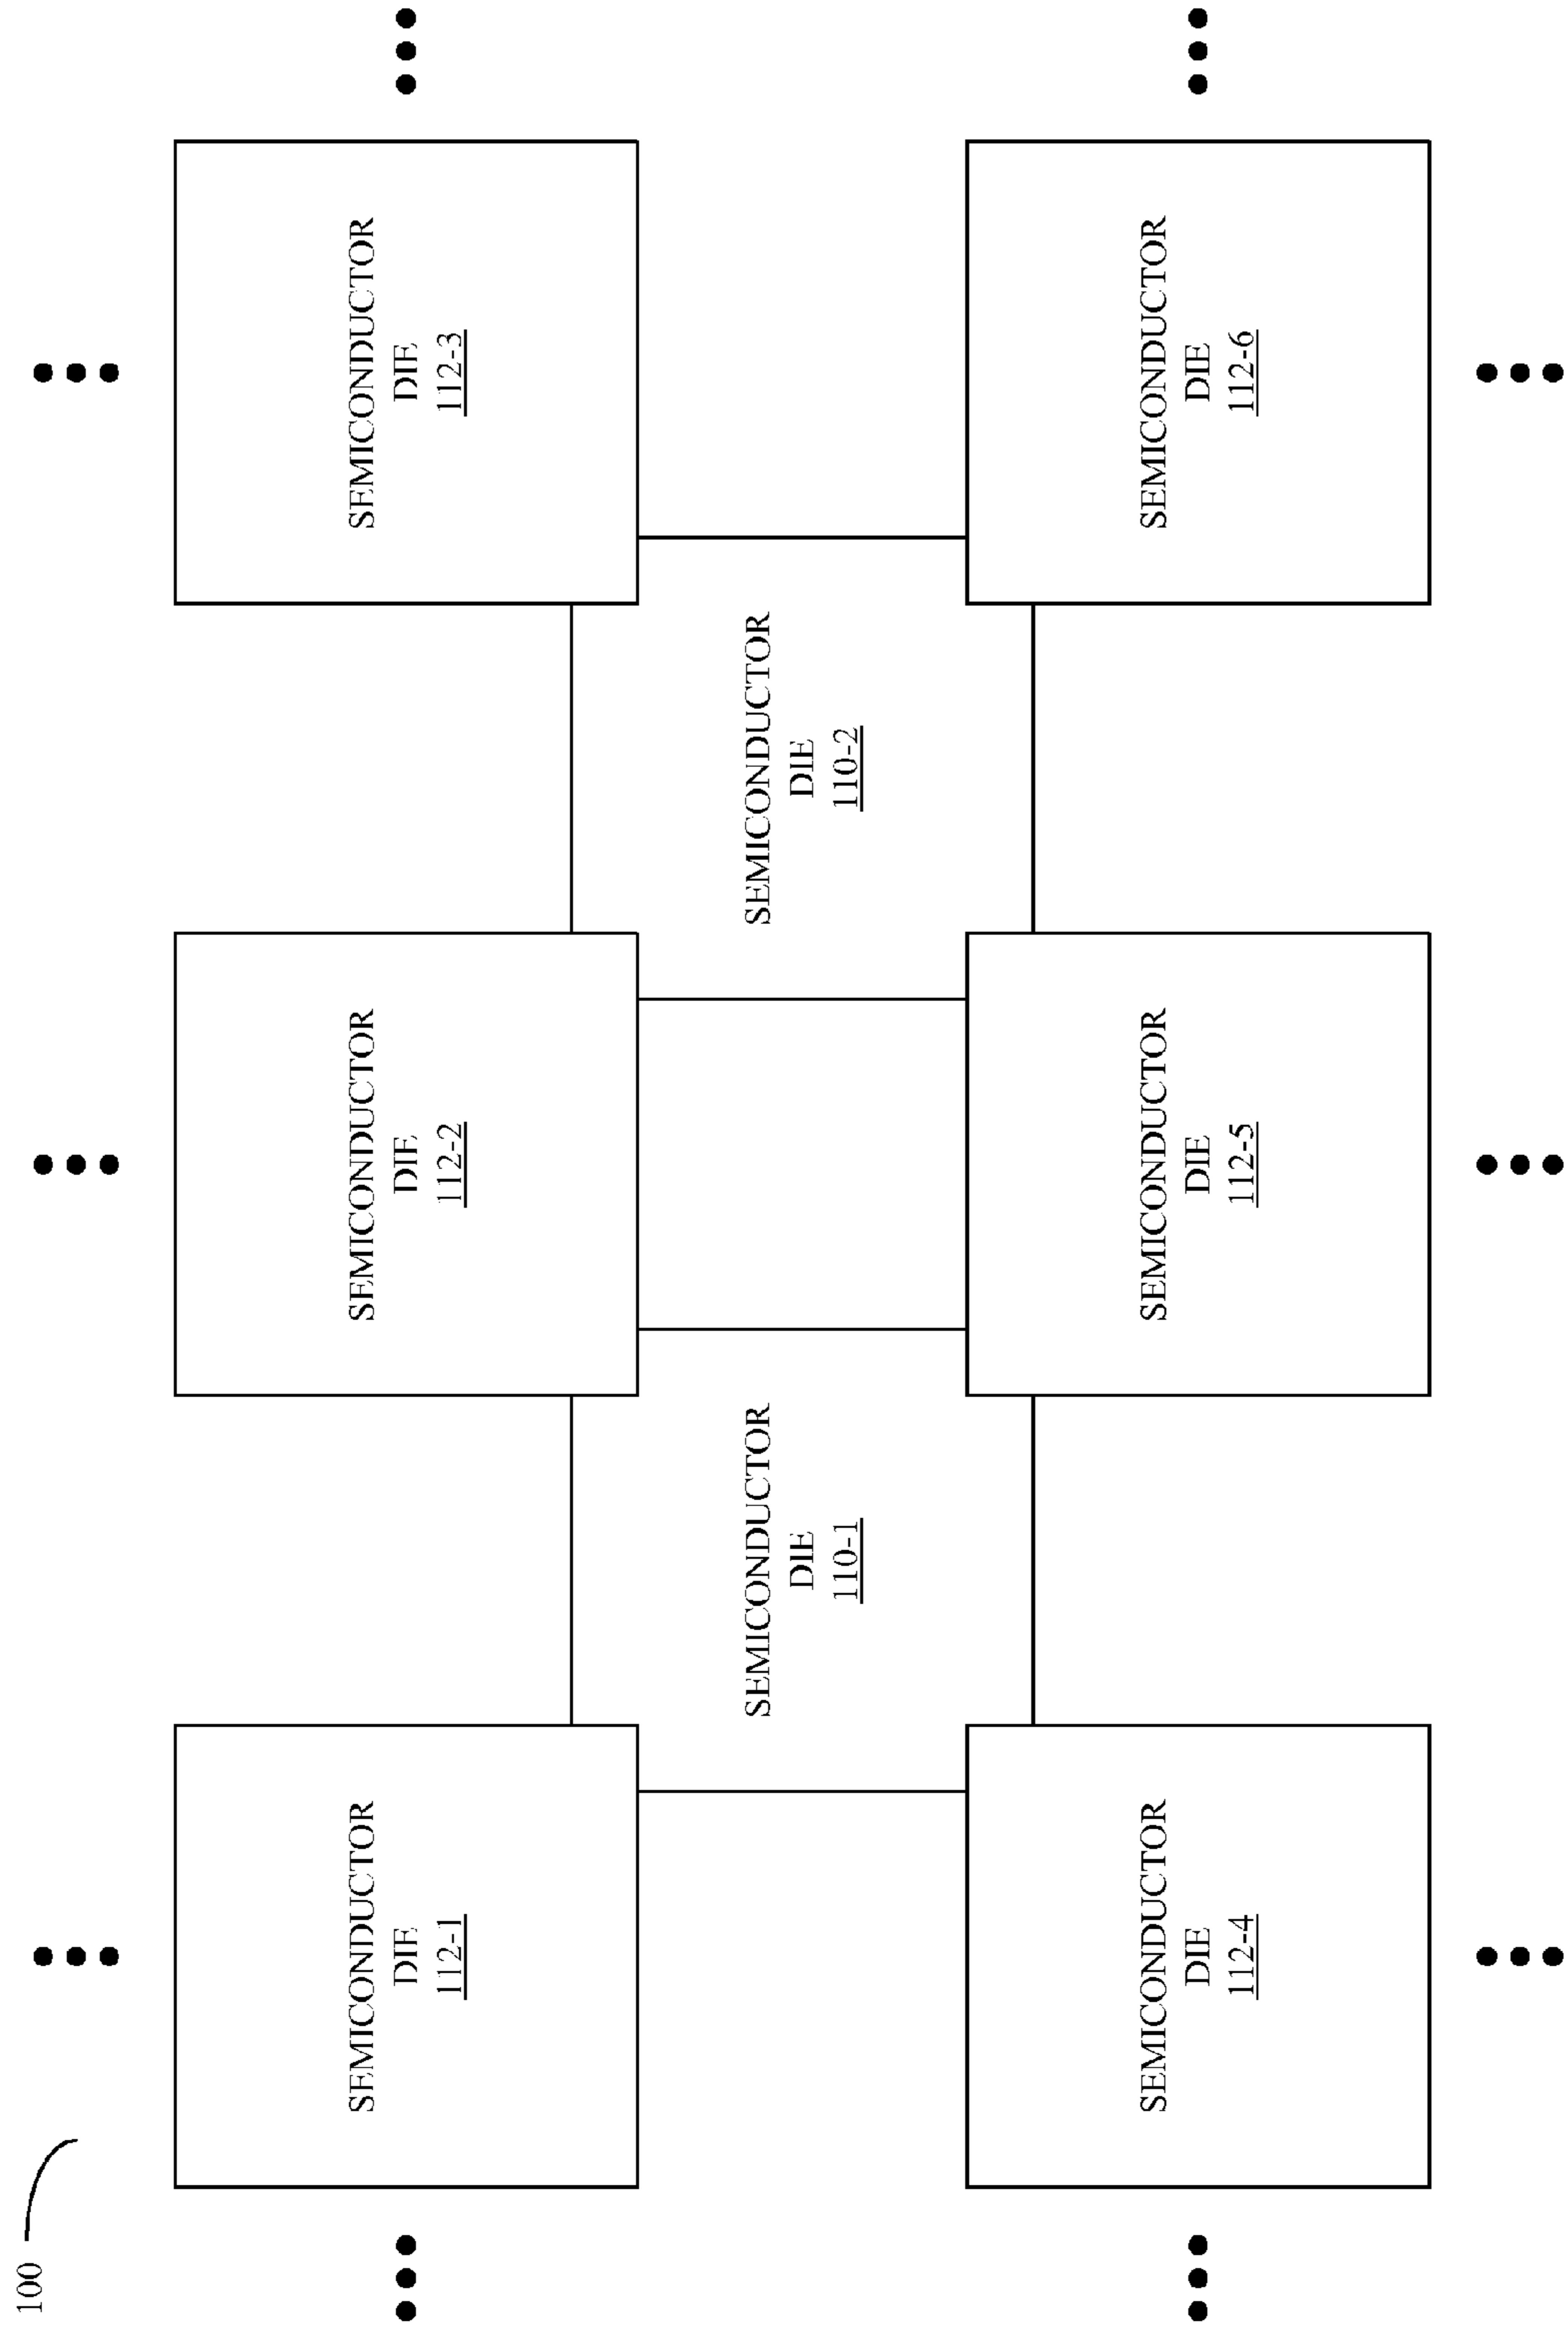 100
SEMICONDUCTOR
DIE
112-1
SEMICONDUCTOR
DIE
112-2
SEMICONDUCTOR
DIE
112-3
SEMICONDUCTOR
DIE
110-1
SEMICONDUCTOR
DIE
110-2
SEMICONDUCTOR
DIE
112-4
SEMICONDUCTOR
DIE
112-5
SEMICONDUCTOR
DIE
112-6